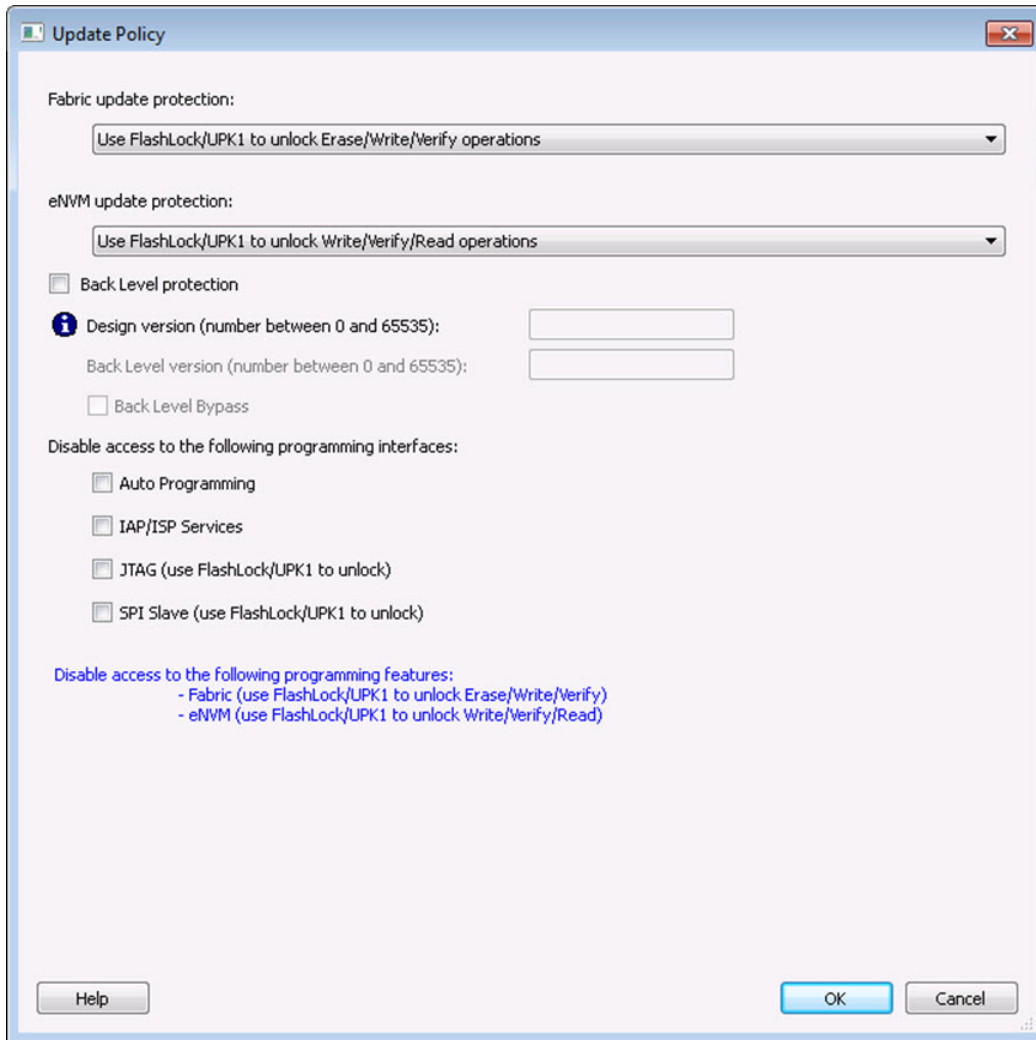 Update Policy
Fabric update protection:
Use FlashLock/UPK1 to unlock Erase/Write/Verify operations
eNVM update protection:
Use FlashLock/UPK1 to unlock Write/Verify/Read operations
Back Level protection
Design version (number between 0 and 65535):
Back Level version (number between 0 and 65535):
Back Level Bypass
Disable access to the following programming interfaces:
Auto Programming
IAP/ISP Services
JTAG (use FlashLock/UPK1 to unlock)
SPI Slave (use FlashLock/UPK1 to unlock)
Disable access to the following programming features:
- Fabric (use FlashLock/UPK1 to unlock Erase/Write/Verify)
- eNVM (use FlashLock/UPK1 to unlock Write/Verify/Read)
Help OK Cancel